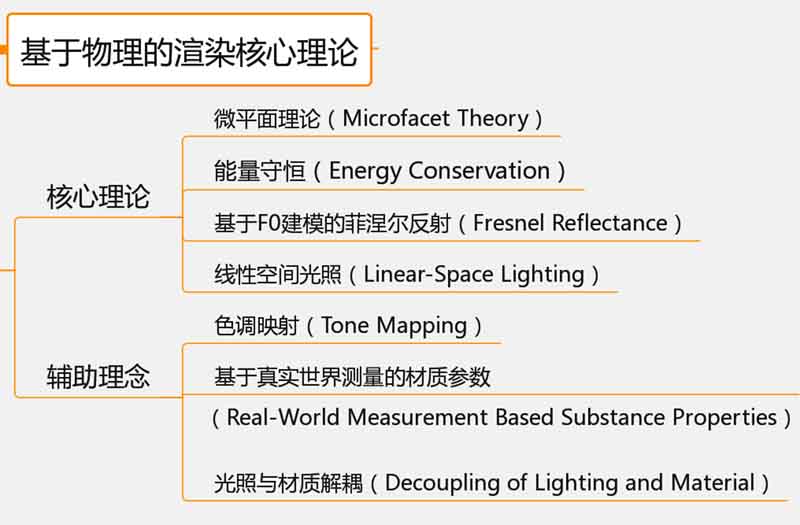 基于物理的渲染核心理论
核心理论
微平面理论（Microfacet Theory）
能量守恒（Energy Conservation）
基于F0建模的菲涅尔反射（Fresnel Reflectance）
线性空间光照（Linear-Space Lighting）
辅助理念
色调映射（Tone Mapping）
基于真实世界测量的材质参数
（Real-World Measurement Based Substance Properties）
光照与材质解耦（Decoupling of Lighting and Material）